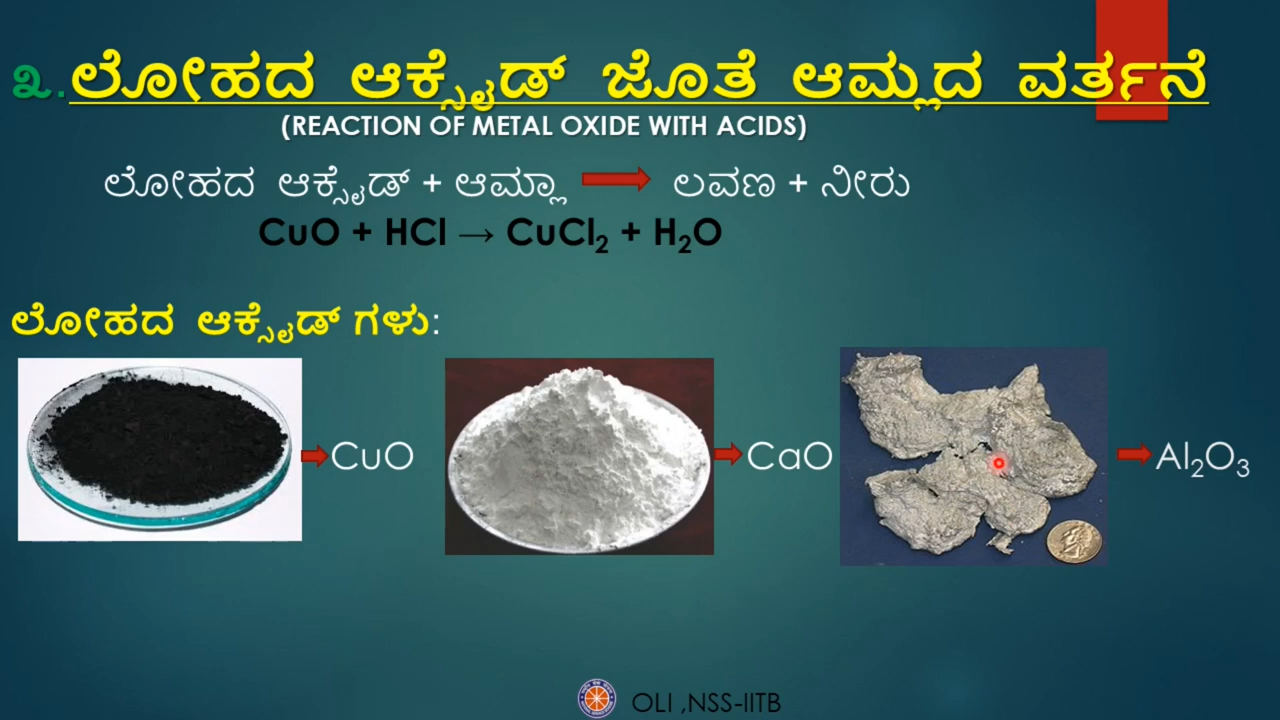 ೩.ಲೋಹದ ಆಕ್ಸೈಡ್ ಜೊತೆ ಆಮ್ಲದ ವರ್ತನೆ
(REACTION OF METAL OXIDE WITH ACIDS)
ಲೋಹದ ಆಕ್ಸೈಡ್ + ಆಮ್ಲಾ ಲವಣ + ನೀರು
CuO + HCl → CuCl₂ + H₂O
ಲೋಹದ ಆಕ್ಸೈಡ್ ಗಳು:
CuO CaO Al₂O₃
OLI ,NSS-IITB